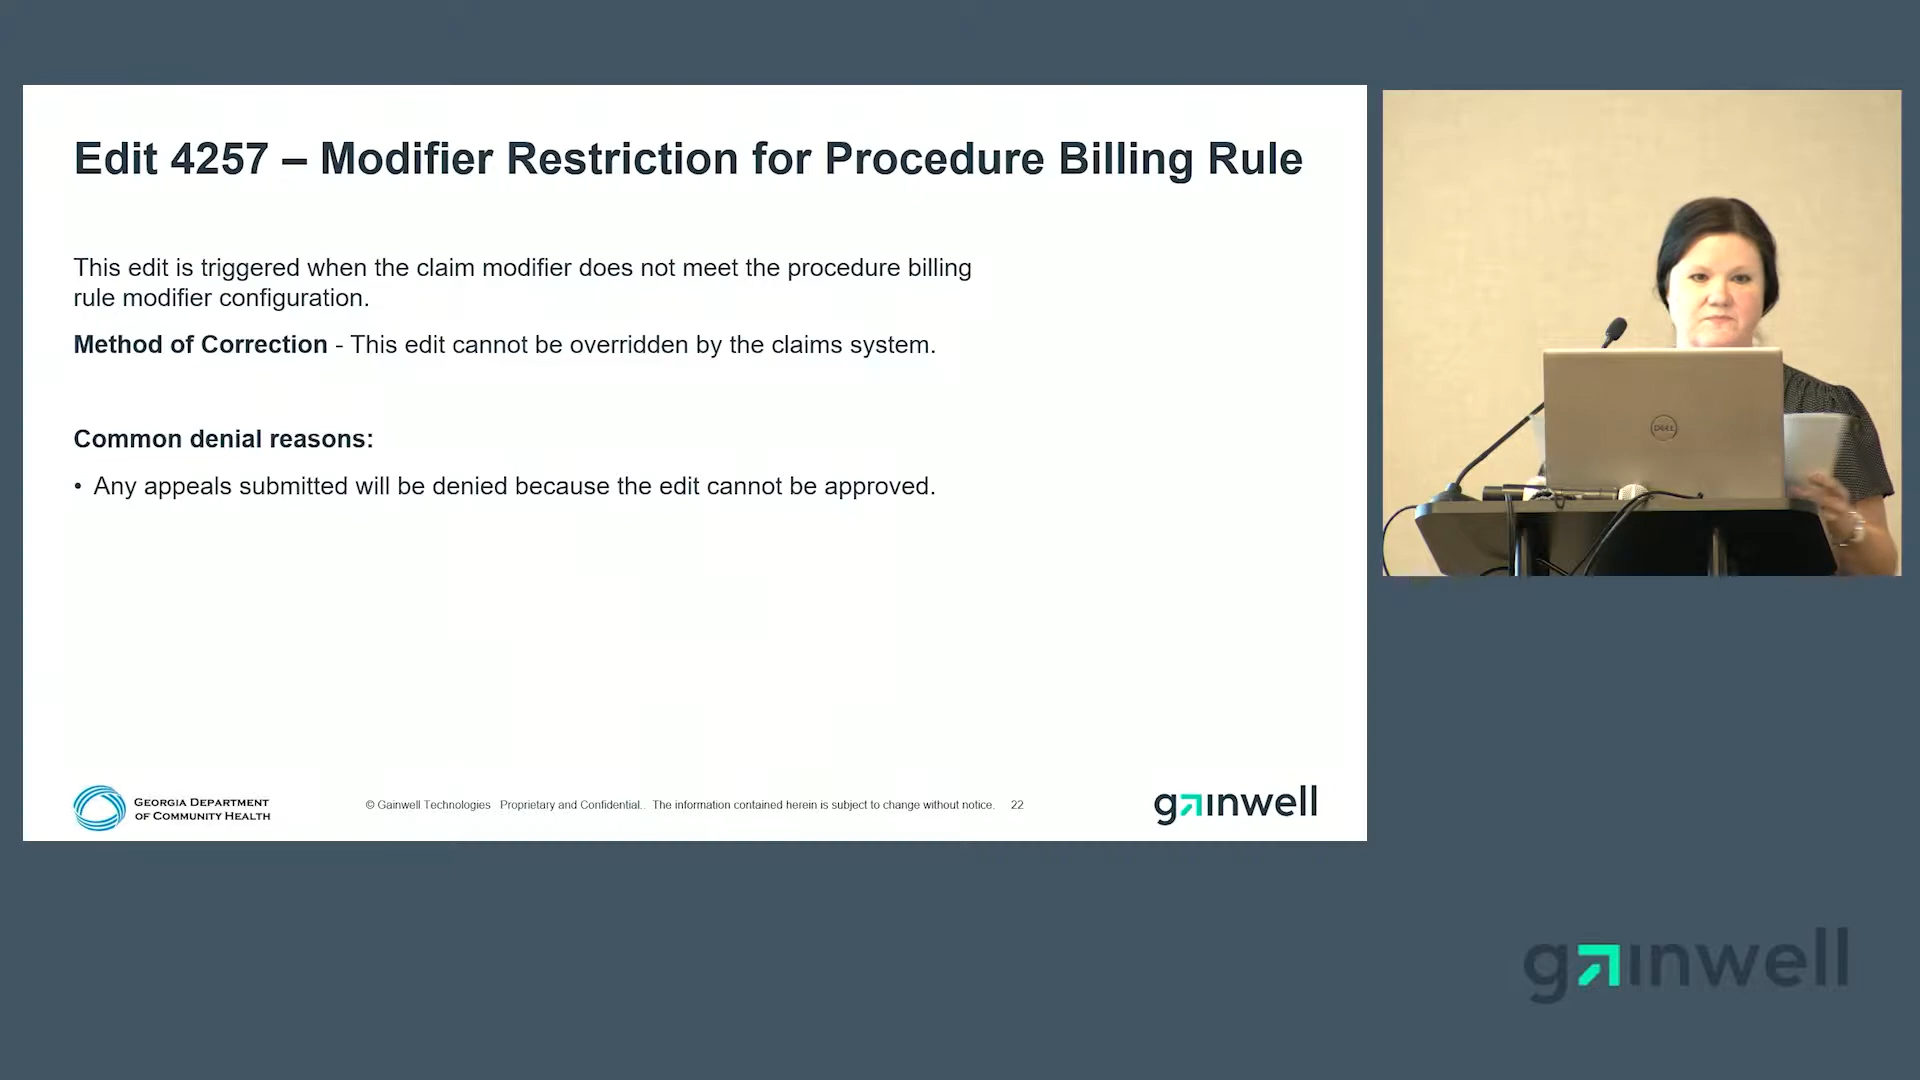 Edit 4257 – Modifier Restriction for Procedure Billing Rule
This edit is triggered when the claim modifier does not meet the procedure billing
rule modifier configuration.
Method of Correction - This edit cannot be overridden by the claims system.
Common denial reasons:
• Any appeals submitted will be denied because the edit cannot be approved.
GEORGIA DEPARTMENT
OF COMMUNITY HEALTH
© Gainwell Technologies Proprietary and Confidential.. The information contained herein is subject to change without notice. 22
gainwell
DELL
gainwell